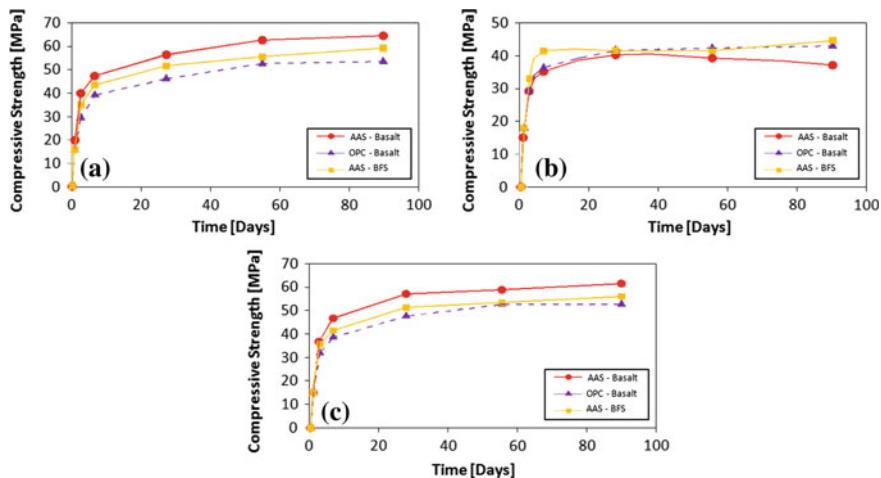 70
60
50
40
30
20
10
0
Compressive Strength [MPa]
0 20 40 60 80 100
Time [Days]
(a)
AAS - Basalt
OPC - Basalt
AAS - BFS
50
40
30
20
10
0
Compressive Strength [MPa]
0 20 40 60 80 100
Time [Days]
(b)
AAS - Basalt
OPC - Basalt
AAS - BFS
70
60
50
40
30
20
10
0
Compressive Strength [MPa]
0 20 40 60 80 100
Time [Days]
(c)
AAS - Basalt
OPC - Basalt
AAS - BFS